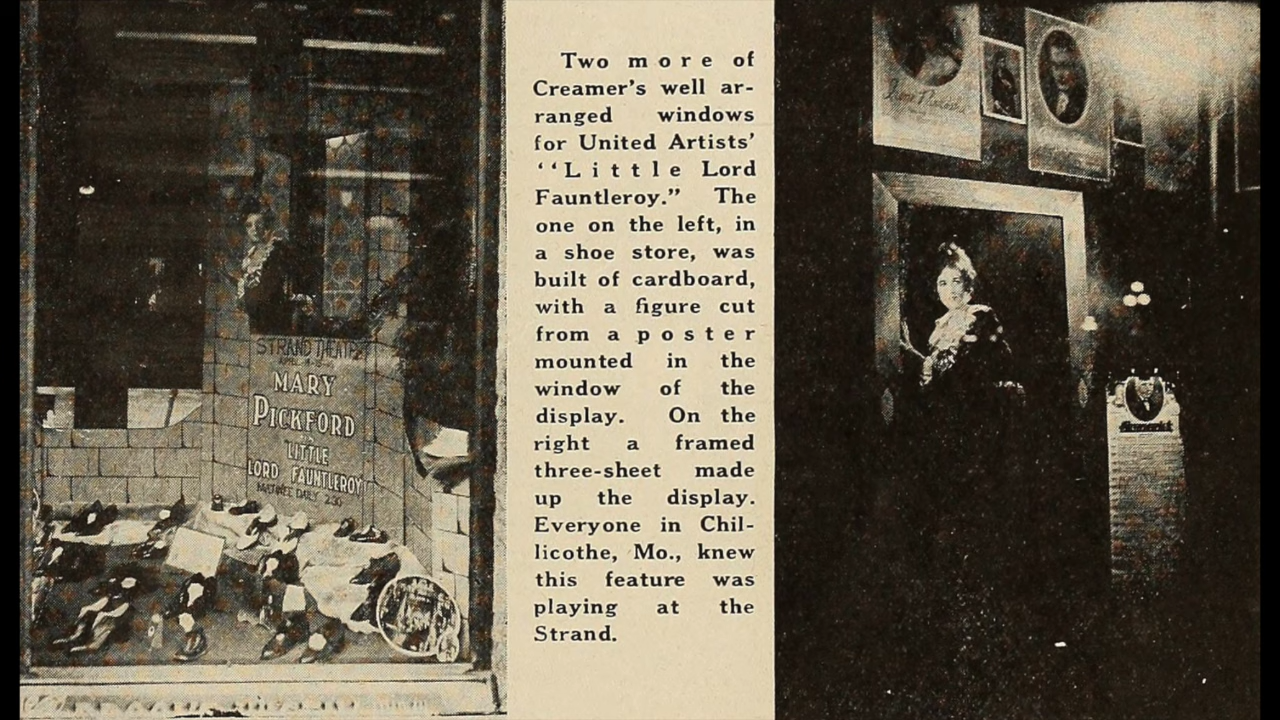 STRAND THEATRE
MARY
PICKFORD
IN
LITTLE
LORD FAUNTLEROY
MATINEE DAILY 2:30
Two more of
Creamer's well ar-
ranged windows
for United Artists'
"Little Lord
Fauntleroy." The
one on the left, in
a shoe store, was
built of cardboard,
with a figure cut
from a poster
mounted in the
window of the
display. On the
right a framed
three-sheet made
up the display.
Everyone in Chil-
licothe, Mo., knew
this feature was
playing at the
Strand.